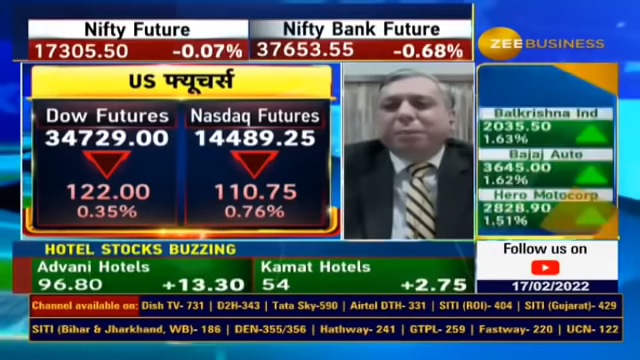 Nifty Future
17305.50 -0.07%
Nifty Bank Future
37653.55 -0.68%
ZEE BUSINESS
US फ्यूचर्स
Dow Futures
34729.00
122.00
0.35%
Nasdaq Futures
14489.25
110.75
0.76%
Balkrishna Ind
2035.50
1.63%
Bajaj Auto
3645.00
1.62%
Hero Motocorp
2828.90
1.51%
HOTEL STOCKS BUZZING
Advani Hotels
96.80 +13.30
Kamat Hotels
54 +2.75
Follow us on
17/02/2022
Channel available on: Dish TV- 731 | D2H-343 | Tata Sky-590 | Airtel DTH- 331 | SITI (ROI)- 404 | SITI (Gujarat)- 429
SITI (Bihar & Jharkhand, WB)- 186 | DEN-355/356 | Hathway- 241 | GTPL- 259 | Fastway- 220 | UCN- 122